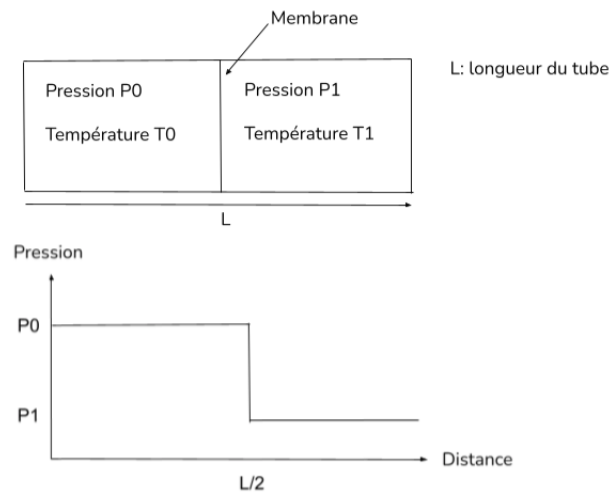 Membrane
Pression P0
Pression P1
L: longueur du tube
Température T0
Température T1
L
Pression
P0
P1
Distance
L/2